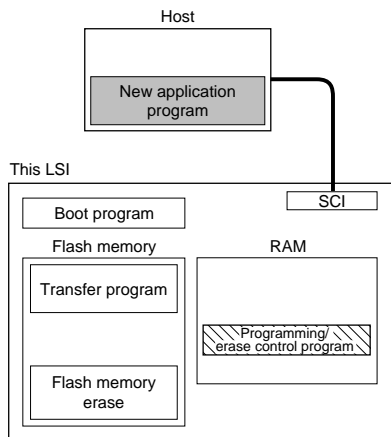 Host
New application
program
This LSI
SCI
Boot program
Flash memory
RAM
Transfer program
Programming/
erase control program
Flash memory
erase